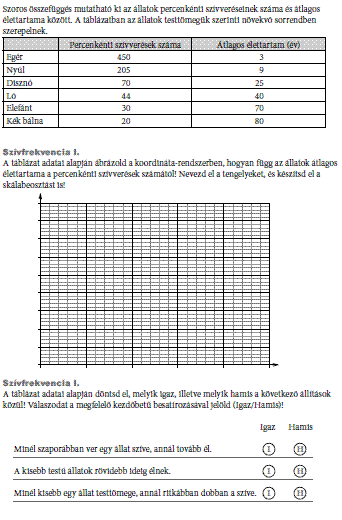 Szoros összefüggés mutatható ki az állatok percenkénti szívveréseinek száma és átlagos
élettartama között. A táblázatban az állatok testtömegük szerinti növekvő sorrendben
szerepelnek.
Percenkénti szívverések száma Átlagos élettartam (év)
Egér 450 3
Nyúl 205 9
Disznó 70 25
Ló 44 40
Elefánt 30 70
Kék bálna 20 80
Szívfrekvencia I.
A táblázat adatai alapján ábrázold a koordináta-rendszerben, hogyan függ az állatok átlagos
élettartama a percenkénti szívverések számától! Nevezd el a tengelyeket, és készítsd el a
skálabeosztást is!
Szívfrekvencia I.
A táblázat adatai alapján döntsd el, melyik igaz, illetve melyik hamis a következő állítások
közül! Válaszodat a megfelelő kezdőbetű besatírozásával jelöld (Igaz/Hamis)!
Igaz Hamis
Minél szaporábban ver egy állat szíve, annál tovább él. I H
A kisebb testű állatok rövidebb ideig élnek. I H
Minél kisebb egy állat testtömege, annál ritkábban dobban a szíve. I H